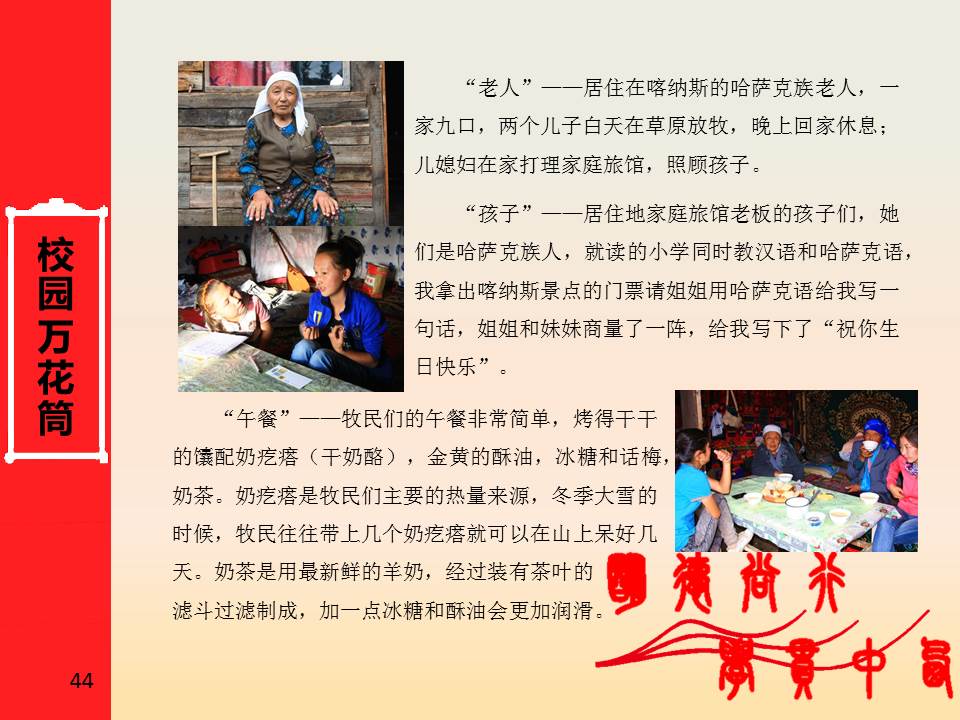 校园万花筒
“老人”——居住在喀纳斯的哈萨克族老人，一
家九口，两个儿子白天在草原放牧，晚上回家休息；
儿媳妇在家打理家庭旅馆，照顾孩子。
“孩子”——居住地家庭旅馆老板的孩子们，她
们是哈萨克族人，就读的小学同时教汉语和哈萨克语，
我拿出喀纳斯景点的门票请姐姐用哈萨克语给我写一
句话，姐姐和妹妹商量了一阵，给我写下了“祝你生
日快乐”。
“午餐”——牧民们的午餐非常简单，烤得干干
的馕配奶疙瘩（干奶酪），金黄的酥油，冰糖和话梅，
奶茶。奶疙瘩是牧民们主要的热量来源，冬季大雪的
时候，牧民往往带上几个奶疙瘩就可以在山上呆好几
天。奶茶是用最新鲜的羊奶，经过装有茶叶的
滤斗过滤制成，加一点冰糖和酥油会更加润滑。
明德尚行
學貫中
44